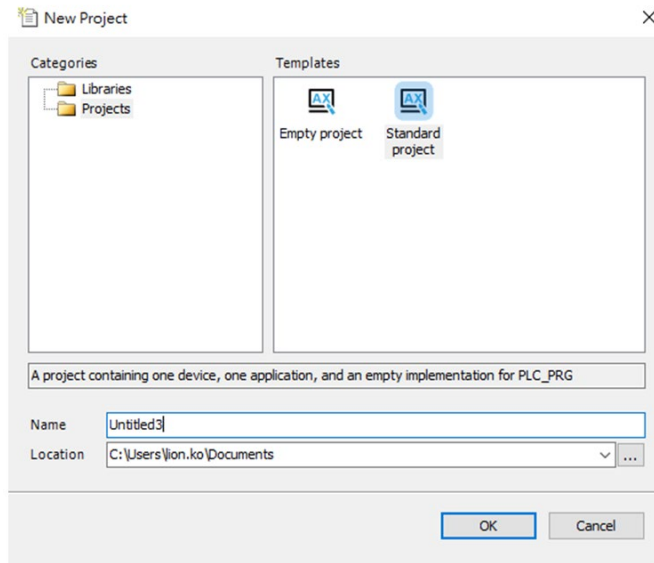 New Project
Categories
Templates
Libraries
Projects
AX
Empty project
AX
Standard
project
A project containing one device, one application, and an empty implementation for PLC_PRG
Name
Untitled3
Location
C:\Users\lion.ko\Documents
...
OK
Cancel